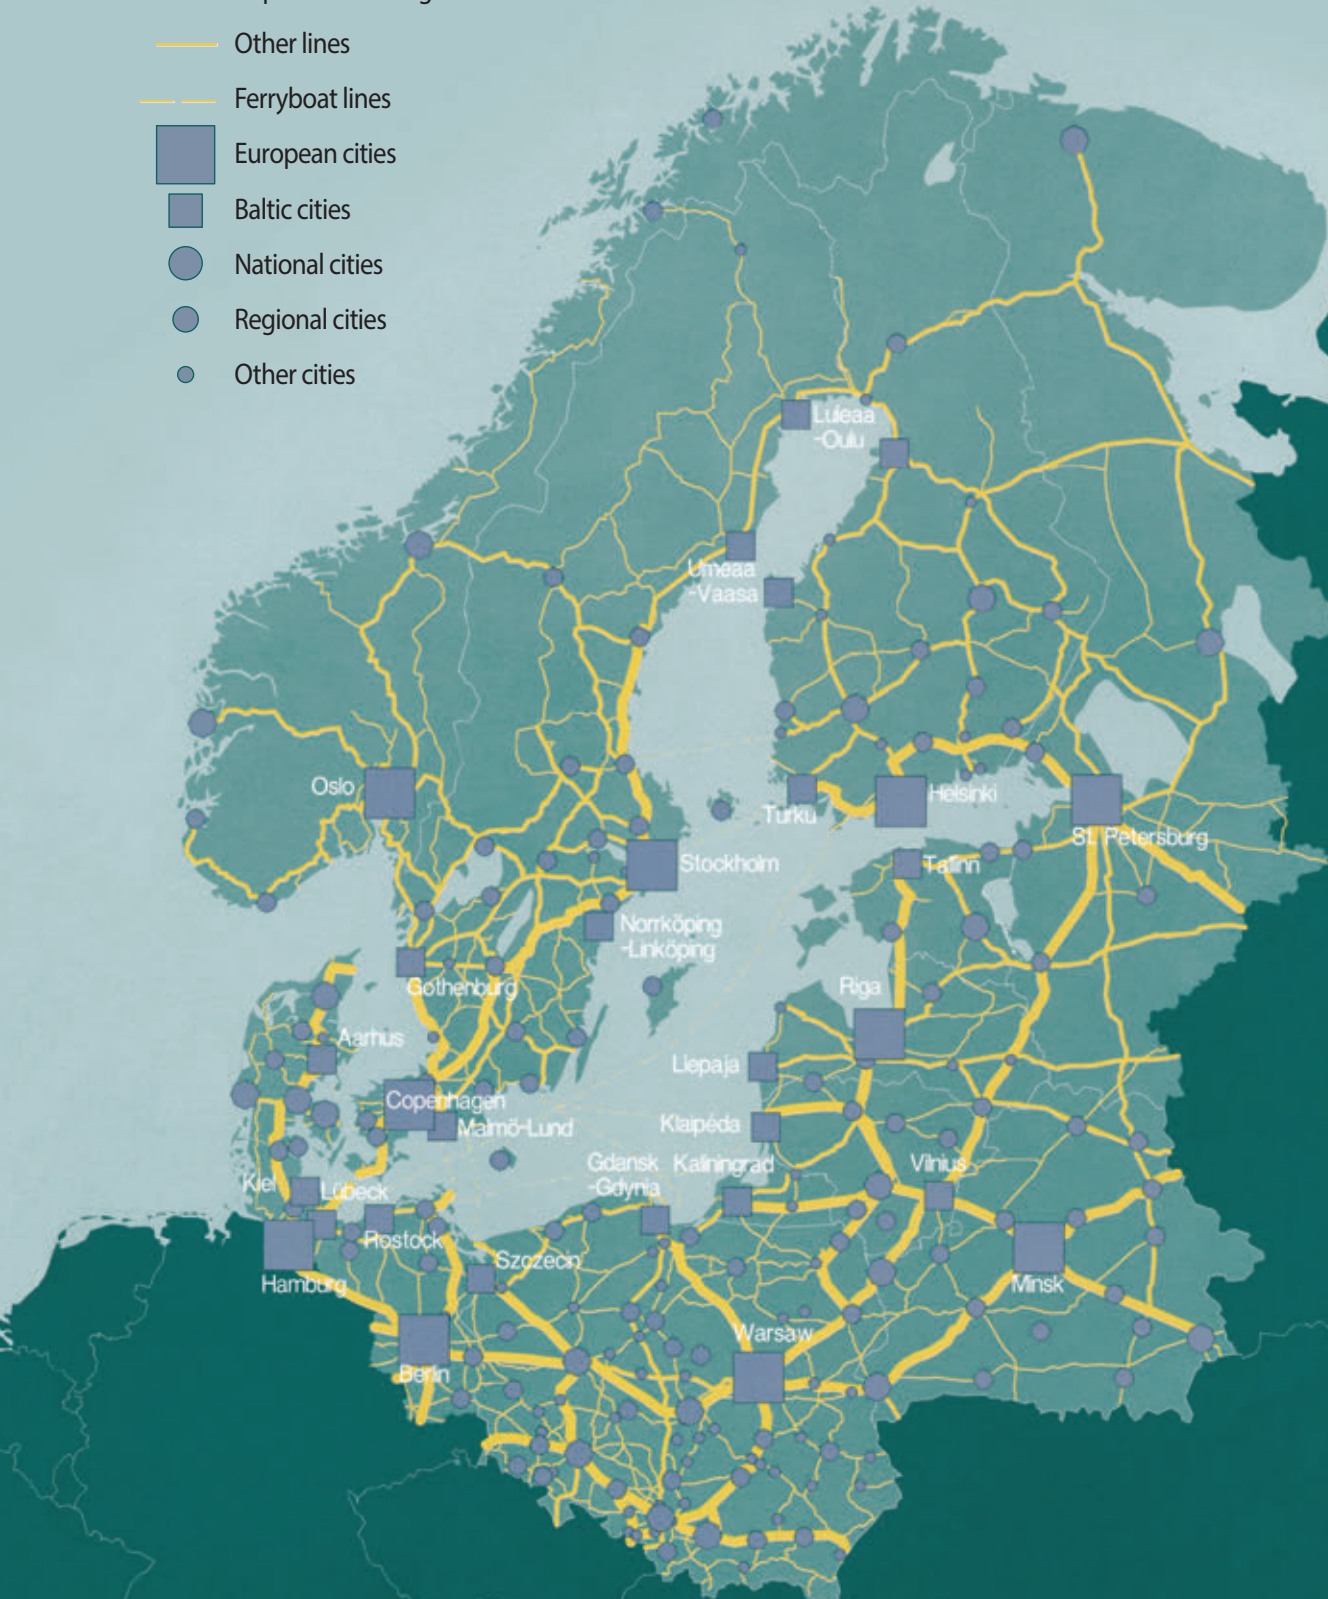 Other lines
Ferryboat lines
European cities
Baltic cities
National cities
Regional cities
Other cities
Luleaa
-Oulu
Umeaa
-Vaasa
Oslo
Helsinki
Turku
St. Petersburg
Stockholm
Tallinn
Norrköping
-Linköping
Gothenburg
Riga
Aarhus
Liepaja
Copenhagen
Malmö-Lund
Klaipéda
Gdansk
-Gdynia
Kaliningrad
Vilnius
Kiel
Lübeck
Rostock
Szczecin
Hamburg
Minsk
Warsaw
Berlin